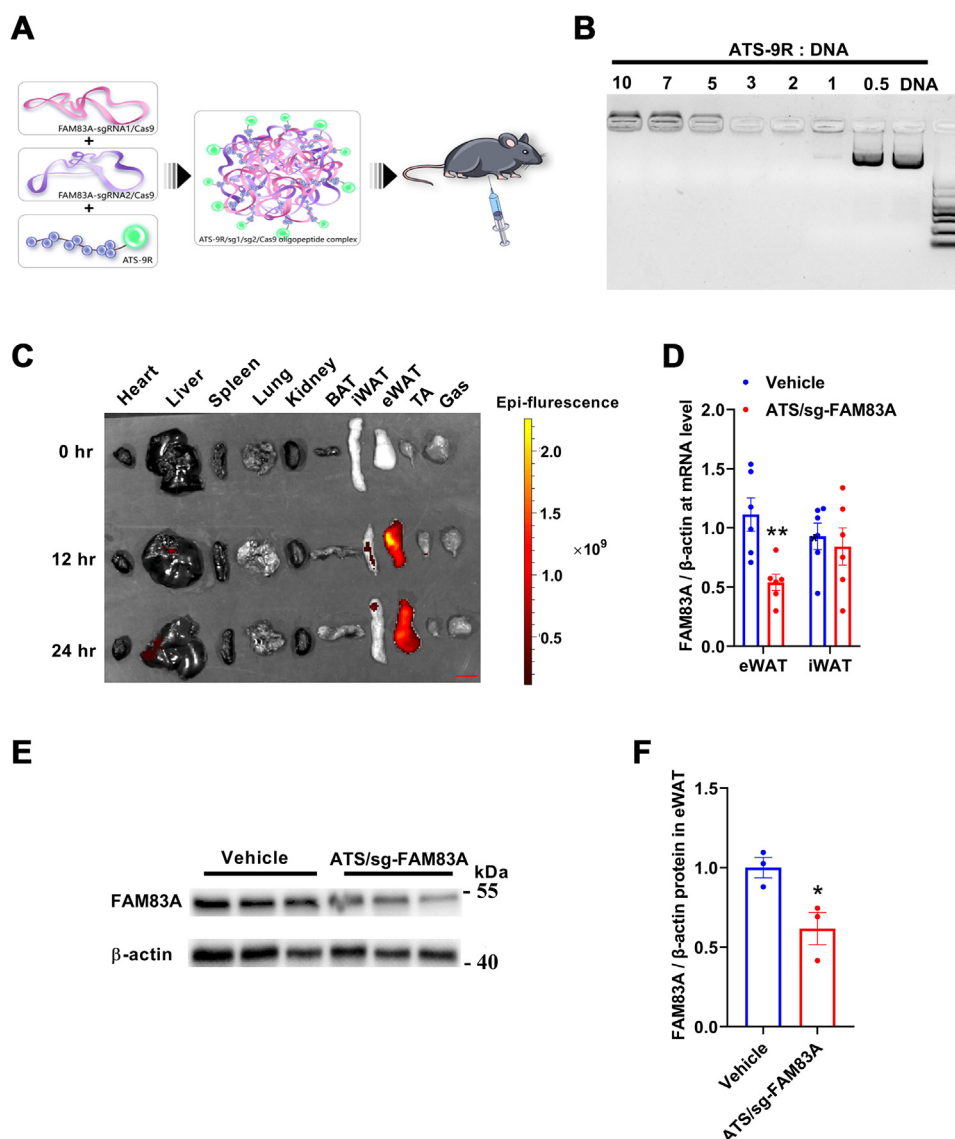 A
FAM83A-sgRNA1/Cas9
+
FAM83A-sgRNA2/Cas9
+
ATS-9R
ATS-9R/sg1/sg2/Cas9 oligopeptide complex
B
ATS-9R : DNA
10 7 5 3 2 1 0.5 DNA
C
Heart Liver Spleen Lung Kidney BAT iWAT eWAT TA Gas
0 hr
12 hr
24 hr
Epi-flurescence
2.0
1.5
×10⁹
1.0
0.5
D
Vehicle
ATS/sg-FAM83A
FAM83A / β-actin at mRNA level
2.0
1.5
1.0
0.5
0.0
**
eWAT iWAT
E
Vehicle ATS/sg-FAM83A kDa
FAM83A
- 55
β-actin
- 40
F
FAM83A / β-actin protein in eWAT
1.5
1.0
0.5
0.0
*
Vehicle
ATS/sg-FAM83A